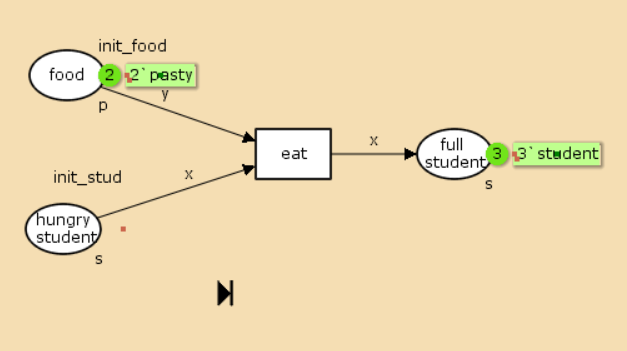 init_food
food
2
2`pasty
y
p
init_stud
x
hungry
student
s
eat
x
full
student
3
3`student
s